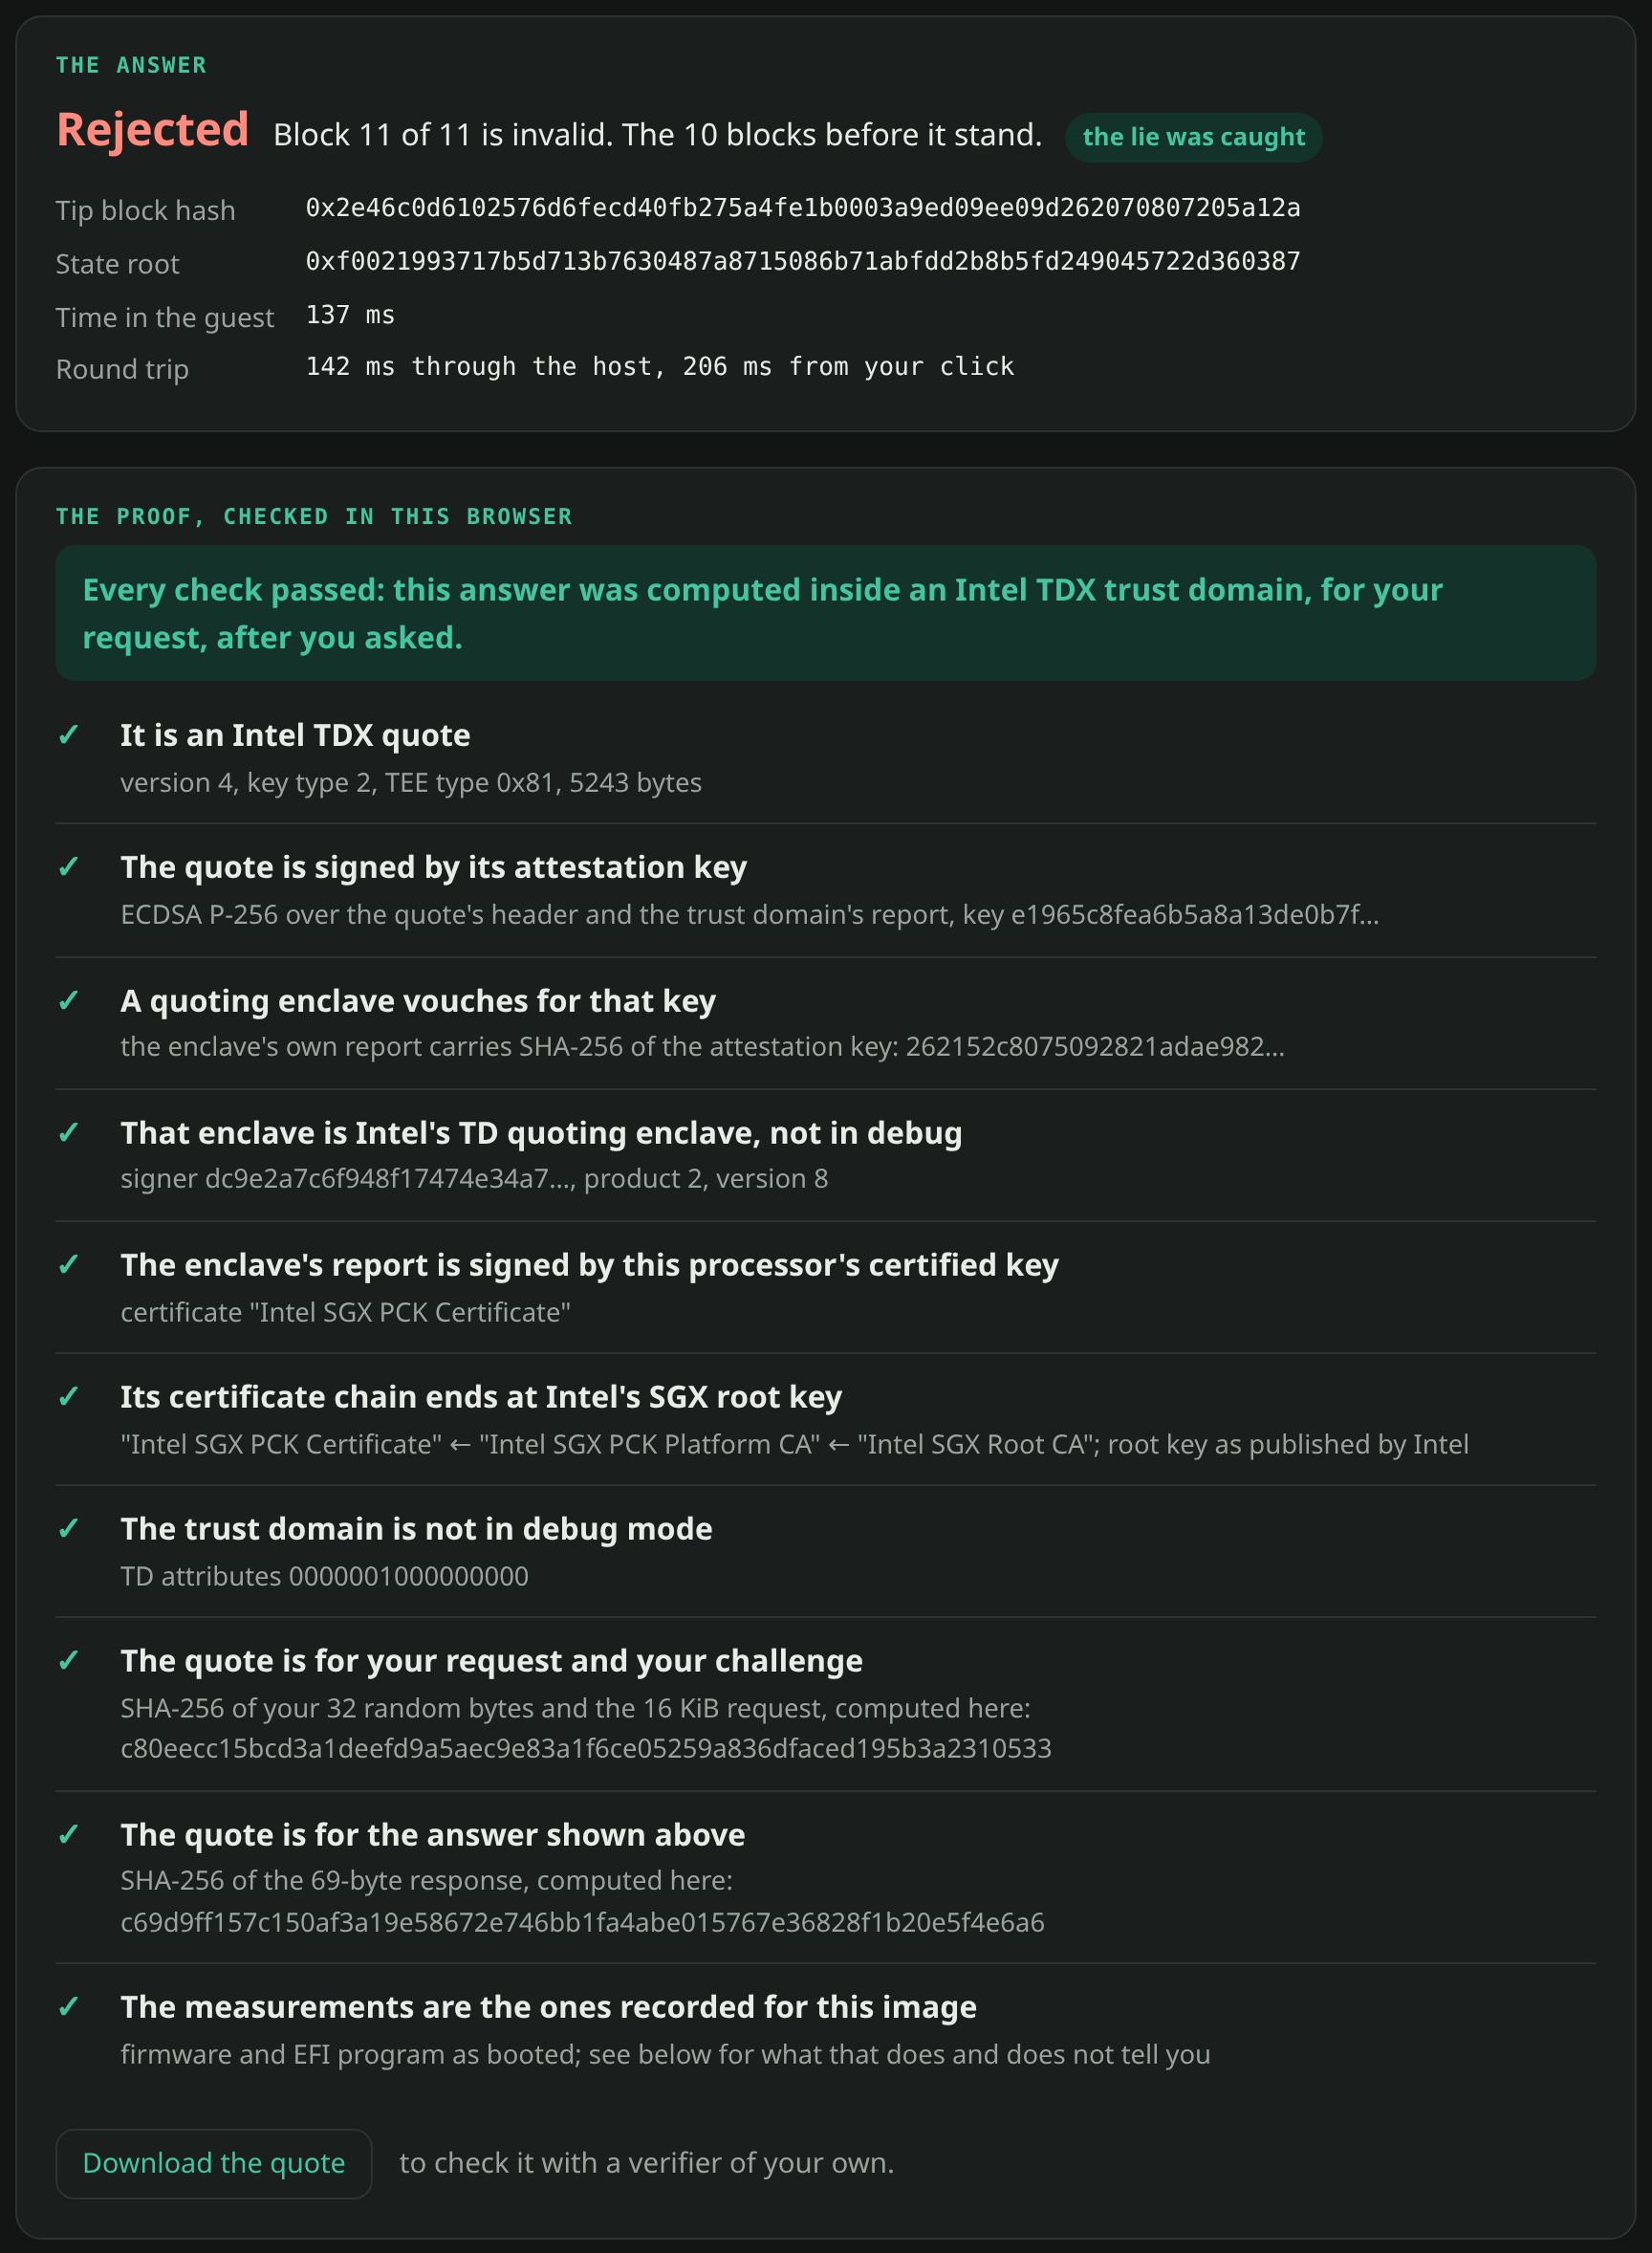 THE ANSWER
Rejected Block 11 of 11 is invalid. The 10 blocks before it stand. the lie was caught
Tip block hash 0x2e46c0d6102576d6fecd40fb275a4fe1b0003a9ed09ee09d262070807205a12a
State root 0xf0021993717b5d713b7630487a8715086b71abfdd2b8b5fd249045722d360387
Time in the guest 137 ms
Round trip 142 ms through the host, 206 ms from your click
THE PROOF, CHECKED IN THIS BROWSER
Every check passed: this answer was computed inside an Intel TDX trust domain, for your
request, after you asked.
✓ It is an Intel TDX quote
version 4, key type 2, TEE type 0x81, 5243 bytes
✓ The quote is signed by its attestation key
ECDSA P-256 over the quote's header and the trust domain's report, key e1965c8fea6b5a8a13de0b7f…
✓ A quoting enclave vouches for that key
the enclave's own report carries SHA-256 of the attestation key: 262152c8075092821adae982…
✓ That enclave is Intel's TD quoting enclave, not in debug
signer dc9e2a7c6f948f17474e34a7…, product 2, version 8
✓ The enclave's report is signed by this processor's certified key
certificate "Intel SGX PCK Certificate"
✓ Its certificate chain ends at Intel's SGX root key
"Intel SGX PCK Certificate" ← "Intel SGX PCK Platform CA" ← "Intel SGX Root CA"; root key as published by Intel
✓ The trust domain is not in debug mode
TD attributes 0000001000000000
✓ The quote is for your request and your challenge
SHA-256 of your 32 random bytes and the 16 KiB request, computed here:
c80eecc15bcd3a1deefd9a5aec9e83a1f6ce05259a836dfaced195b3a2310533
✓ The quote is for the answer shown above
SHA-256 of the 69-byte response, computed here:
c69d9ff157c150af3a19e58672e746bb1fa4abe015767e36828f1b20e5f4e6a6
✓ The measurements are the ones recorded for this image
firmware and EFI program as booted; see below for what that does and does not tell you
Download the quote to check it with a verifier of your own.